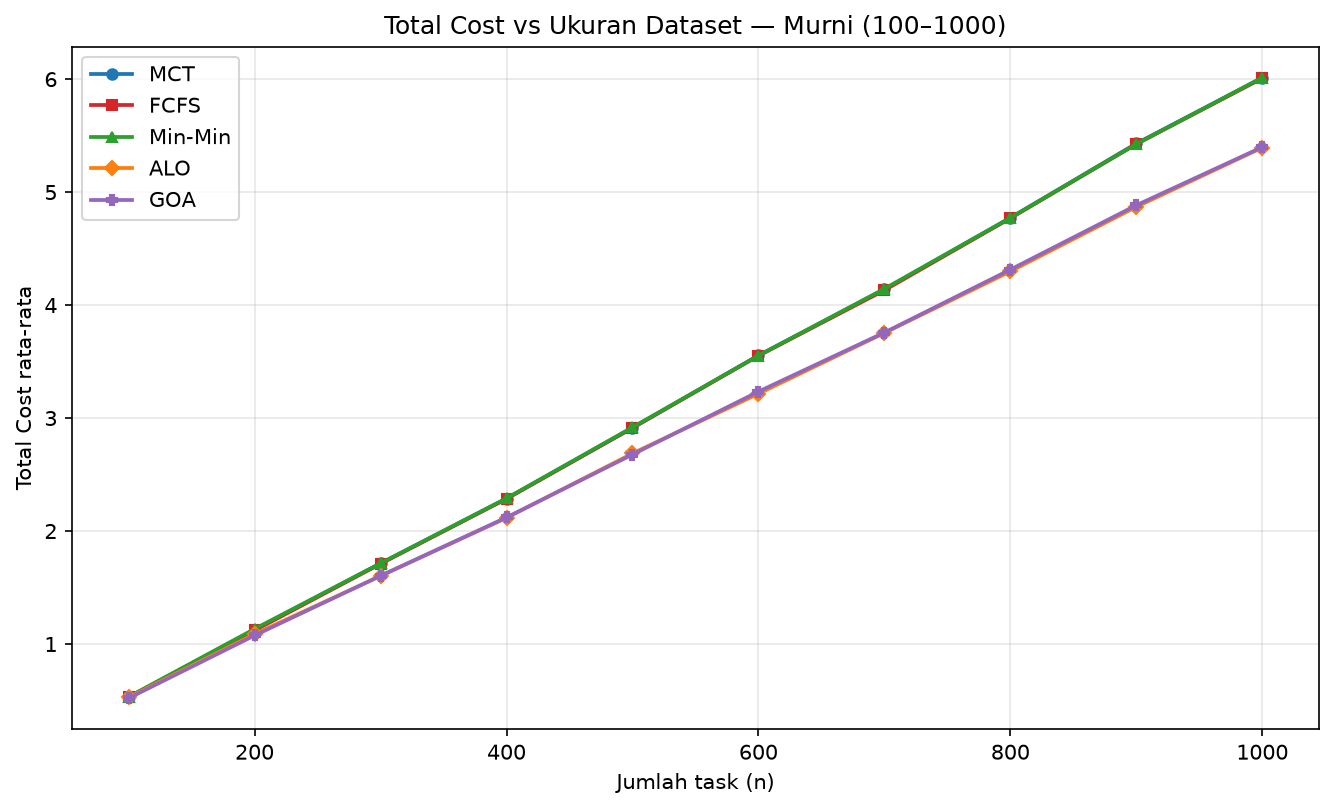 Total Cost vs Ukuran Dataset — Murni (100–1000)
MCT
FCFS
Min-Min
ALO
GOA
Total Cost rata-rata
6
5
4
3
2
1
200 400 600 800 1000
Jumlah task (n)